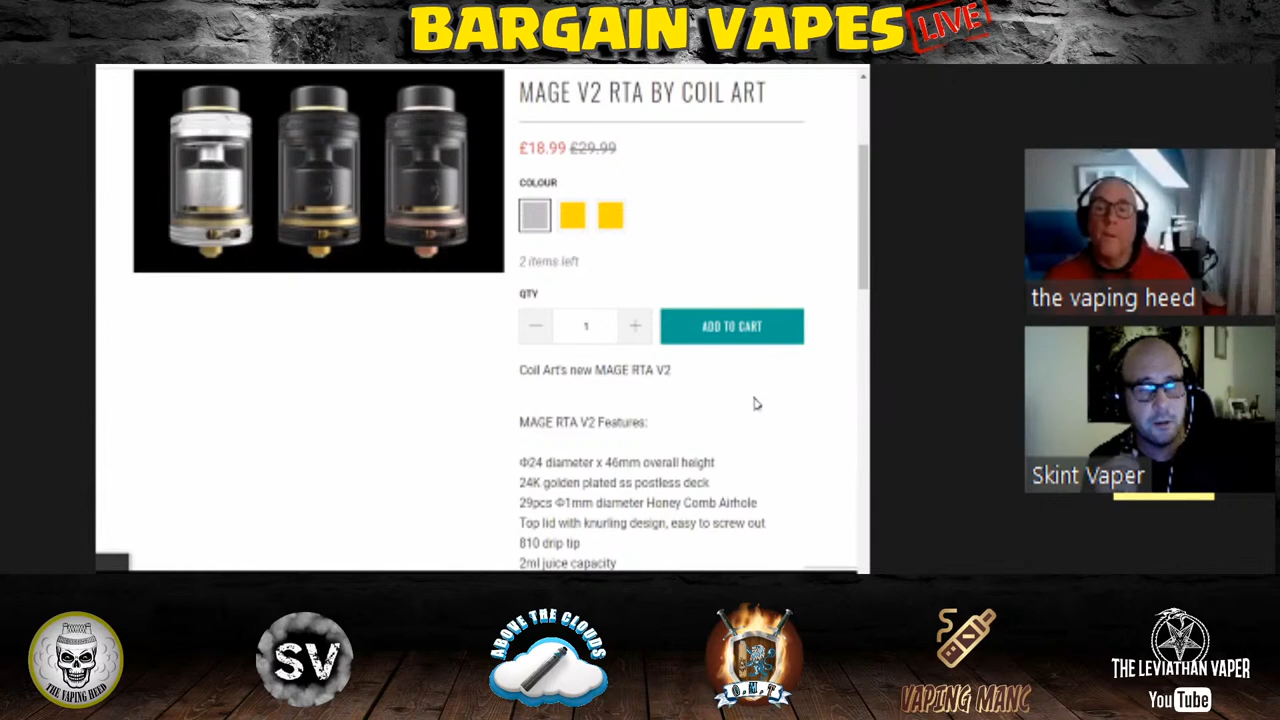 BARGAIN VAPES LIVE
MAGE V2 RTA BY COIL ART
£18.99 £29.99
COLOUR
2 items left
QTY
1
ADD TO CART
Coil Art's new MAGE RTA V2
MAGE RTA V2 Features:
Φ24 diameter x 46mm overall height
24K golden plated ss postless deck
29pcs Φ1mm diameter Honey Comb Airhole
Top lid with knurling design, easy to screw out
810 drip tip
2ml juice capacity
the vaping heed
Skint Vaper
THE VAPING HEED
SV
ABOVE THE CLOUDS
O.M.T
VAPING MANC
THE LEVIATHAN VAPER
YouTube